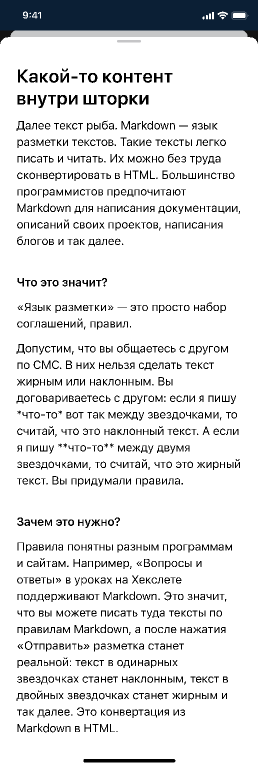 9:41
Какой-то контент
внутри шторки
Далее текст рыба. Markdown — язык
разметки текстов. Такие тексты легко
писать и читать. Их можно без труда
сконвертировать в HTML. Большинство
программистов предпочитают
Markdown для написания документации,
описаний своих проектов, написания
блогов и так далее.
Что это значит?
«Язык разметки» — это просто набор
соглашений, правил.
Допустим, что вы общаетесь с другом
по СМС. В них нельзя сделать текст
жирным или наклонным. Вы
договариваетесь с другом: если я пишу
*что-то* вот так между звездочками, то
считай, что это наклонный текст. А если
я пишу **что-то** между двумя
звездочками, то считай, что это жирный
текст. Вы придумали правила.
Зачем это нужно?
Правила понятны разным программам
и сайтам. Например, «Вопросы и
ответы» в уроках на Хекслете
поддерживают Markdown. Это значит,
что вы можете писать туда тексты по
правилам Markdown, а после нажатия
«Отправить» разметка станет
реальной: текст в одинарных
звездочках станет наклонным, текст в
двойных звездочках станет жирным и
так далее. Это конвертация из
Markdown в HTML.